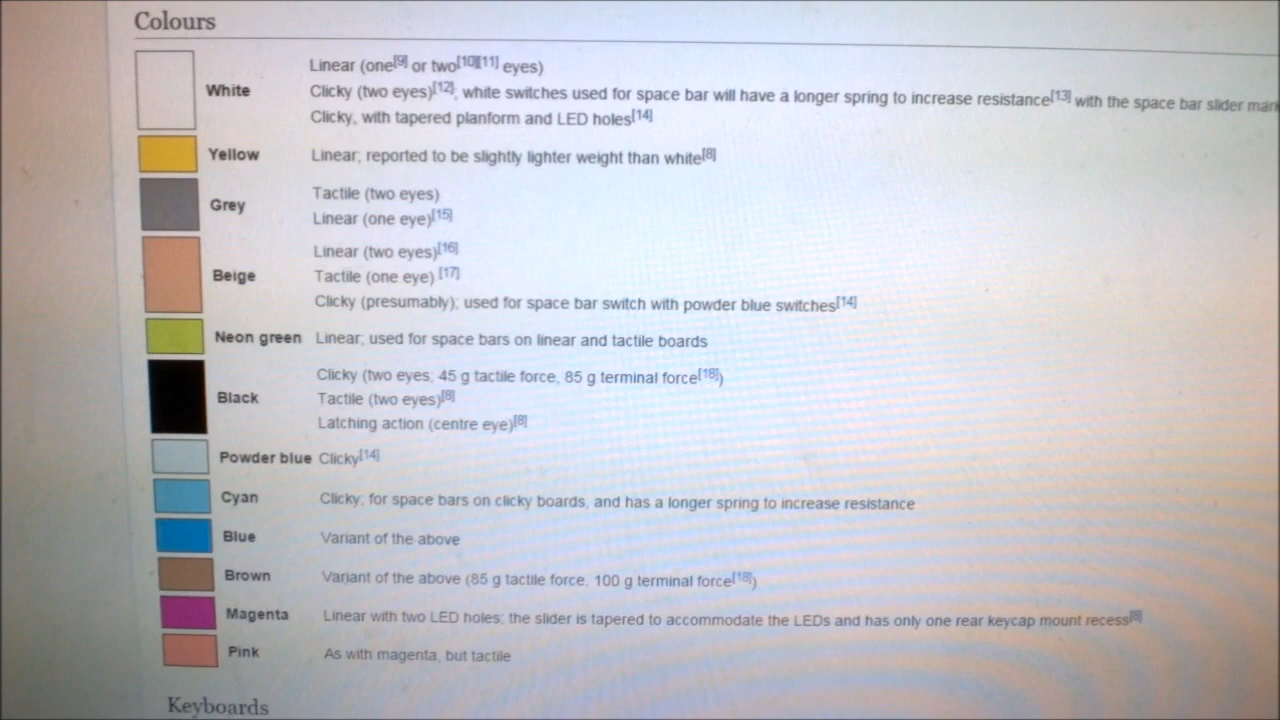 Colours
White
Linear (one[9] or two[10][11] eyes)
Clicky (two eyes)[12]; white switches used for space bar will have a longer spring to increase resistance[13] with the space bar slider
Clicky, with tapered planform and LED holes[14]
Yellow Linear; reported to be slightly lighter weight than white[8]
Grey
Tactile (two eyes)
Linear (one eye)[15]
Beige
Linear (two eyes)[16]
Tactile (one eye) [17]
Clicky (presumably); used for space bar switch with powder blue switches[14]
Neon green Linear; used for space bars on linear and tactile boards
Black
Clicky (two eyes; 45 g tactile force, 85 g terminal force[18])
Tactile (two eyes)[8]
Latching action (centre eye)[8]
Powder blue Clicky[14]
Cyan Clicky; for space bars on clicky boards, and has a longer spring to increase resistance
Blue Variant of the above
Brown Variant of the above (85 g tactile force, 100 g terminal force[18])
Magenta Linear with two LED holes; the slider is tapered to accommodate the LEDs and has only one rear keycap mount recess[8]
Pink As with magenta, but tactile
Keyboards